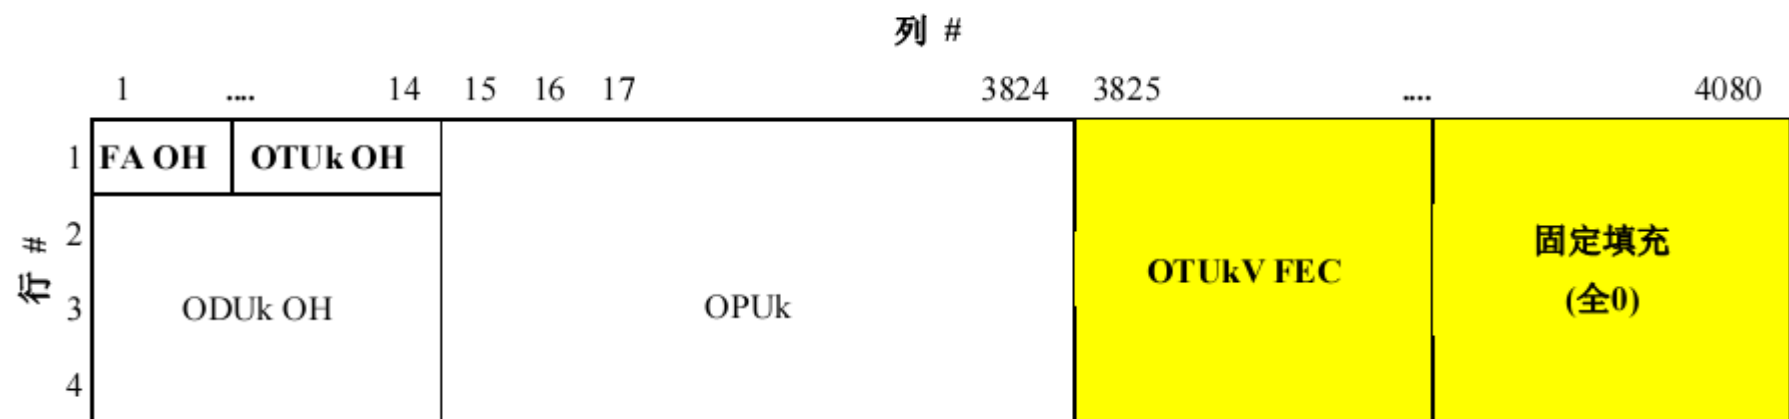 列 #
1 .... 14 15 16 17 3824 3825 .... 4080
1 FA OH OTUk OH
2
行 #
3
4
ODUk OH
OPUk
OTUkV FEC
固定填充
(全0)